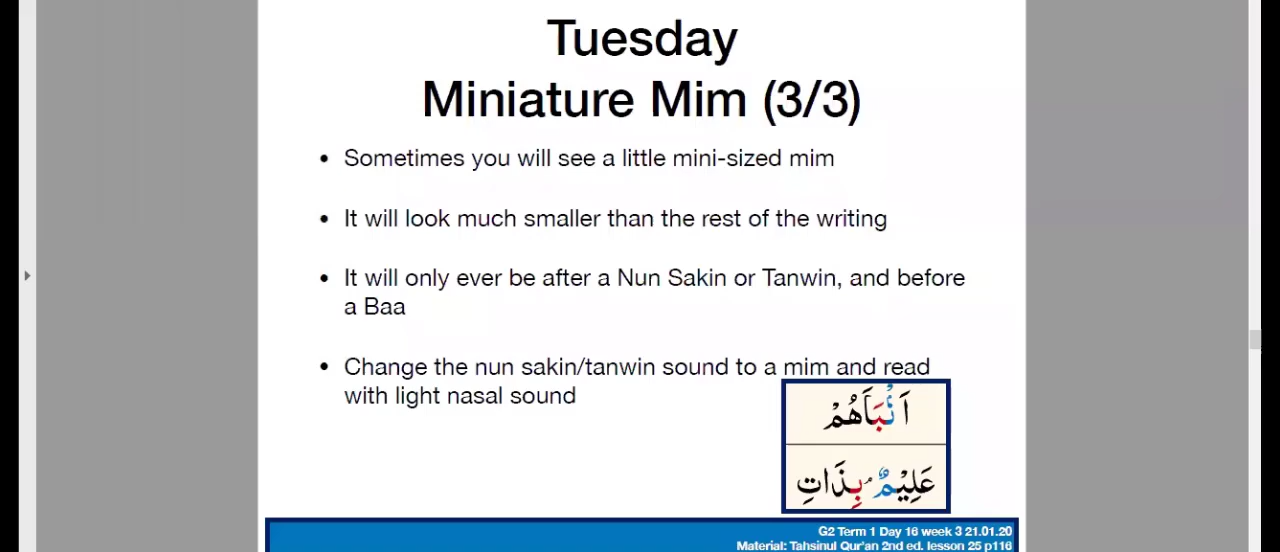 Tuesday
Miniature Mim (3/3)
• Sometimes you will see a little mini-sized mim
• It will look much smaller than the rest of the writing
• It will only ever be after a Nun Sakin or Tanwin, and before
a Baa
• Change the nun sakin/tanwin sound to a mim and read
with light nasal sound
اَنْۢبَاَهُمْ
عَلِيْمٌۢ بِذَاتِ
G2 Term 1 Day 16 week 3 21.01.20
Material: Tahsinul Qur'an 2nd ed. lesson 25 p116